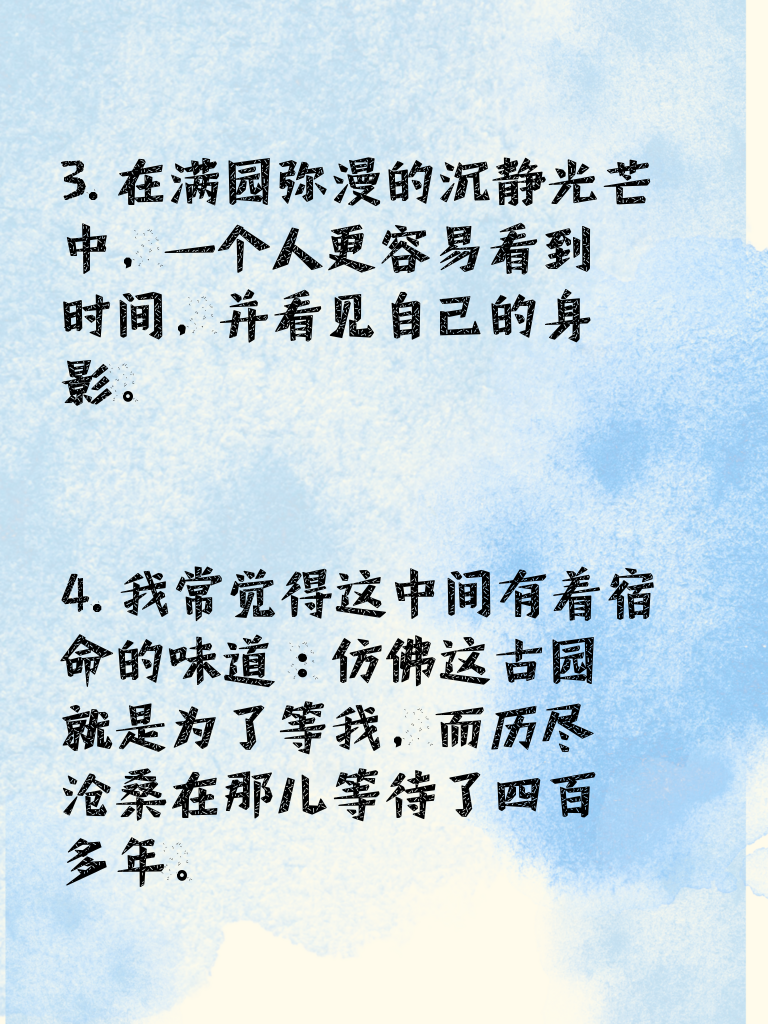 3. 在满园弥漫的沉静光芒
中，一个人更容易看到
时间，并看见自己的身
影。
4. 我常觉得这中间有着宿
命的味道：仿佛这古园
就是为了等我，而历尽
沧桑在那儿等待了四百
多年。